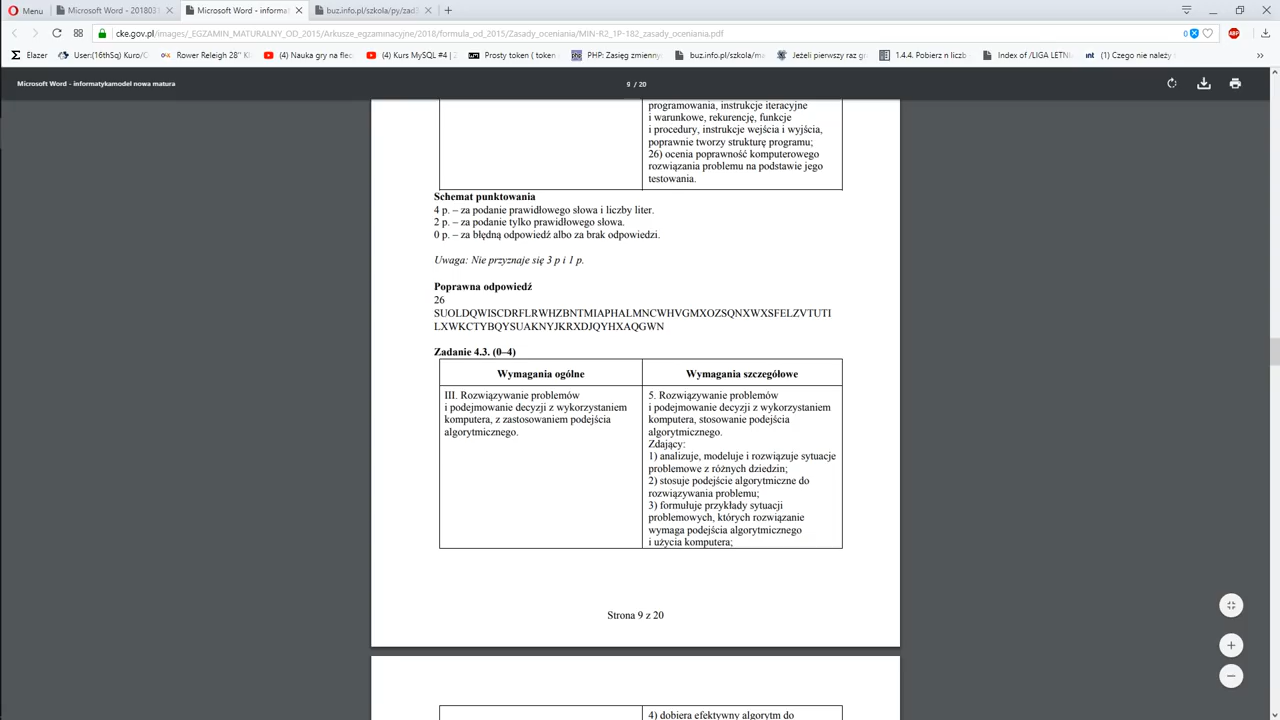 Menu
Microsoft Word - 2018033
Microsoft Word - informat
buz.info.pl/szkola/py/zad3
cke.gov.pl/images/_EGZAMIN_MATURALNY_OD_2015/Arkusze_egzaminacyjne/2018/formula_od_2015/Zasady_oceniania/MIN-R2_1P-182_zasady_oceniania.pdf
0
ABP
Elazer
User:(16thSq) Kuro/G
Rower Releigh 28'' KI
(4) Nauka gry na flec
(4) Kurs MySQL #4 |
Prosty token ( token
PHP: Zasięg zmienny
buz.info.pl/szkola/ma
Jeżeli pierwszy raz gr
1.4.4. Pobierz n liczb
Index of /LIGA LETNI
int
(1) Czego nie należy
Microsoft Word - informatykamodel nowa matura
9 / 20
programowania, instrukcje iteracyjne
i warunkowe, rekurencję, funkcje
i procedury, instrukcje wejścia i wyjścia,
poprawnie tworzy strukturę programu;
26) ocenia poprawność komputerowego
rozwiązania problemu na podstawie jego
testowania.
Schemat punktowania
4 p. – za podanie prawidłowego słowa i liczby liter.
2 p. – za podanie tylko prawidłowego słowa.
0 p. – za błędną odpowiedź albo za brak odpowiedzi.
Uwaga: Nie przyznaje się 3 p i 1 p.
Poprawna odpowiedź
26
SUOLDQWISCDRFLRWHZBNTMIAPHALMNCWHVGMXOZSQNXWXSFELZVTUTI
LXWKCTYBQYSUAKNYJKRXDJQYHXAQGWN
Zadanie 4.3. (0–4)
Wymagania ogólne
Wymagania szczegółowe
III. Rozwiązywanie problemów
i podejmowanie decyzji z wykorzystaniem
komputera, z zastosowaniem podejścia
algorytmicznego.
5. Rozwiązywanie problemów
i podejmowanie decyzji z wykorzystaniem
komputera, stosowanie podejścia
algorytmicznego.
Zdający:
1) analizuje, modeluje i rozwiązuje sytuacje
problemowe z różnych dziedzin;
2) stosuje podejście algorytmiczne do
rozwiązywania problemu;
3) formułuje przykłady sytuacji
problemowych, których rozwiązanie
wymaga podejścia algorytmicznego
i użycia komputera;
Strona 9 z 20
4) dobiera efektywny algorytm do